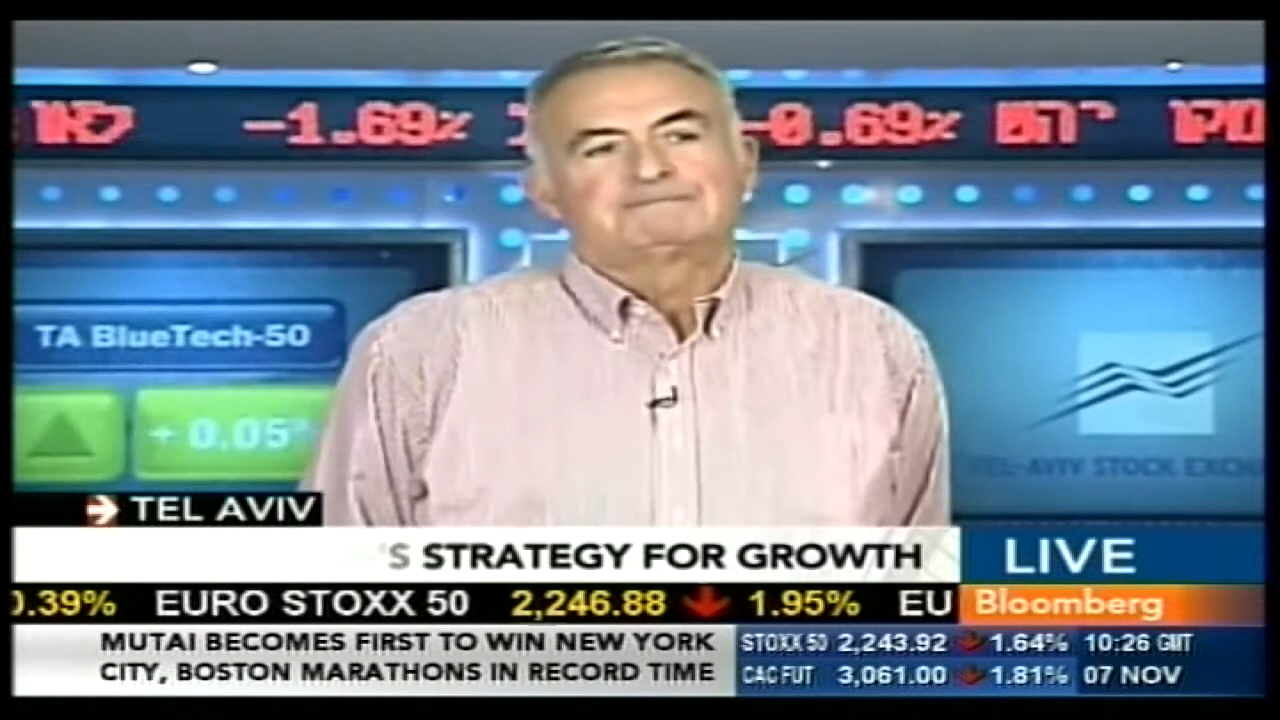 -1.69%
-0.69%
TA BlueTech-50
+ 0.05
TEL-AVIV STOCK
TEL AVIV
'S STRATEGY FOR GROWTH
LIVE
0.39% EURO STOXX 50 2,246.88 1.95% EU
Bloomberg
MUTAI BECOMES FIRST TO WIN NEW YORK
CITY, BOSTON MARATHONS IN RECORD TIME
STOXX 50 2,243.92 1.64% 10:26 GMT
CAC FUT 3,061.00 1.81% 07 NOV